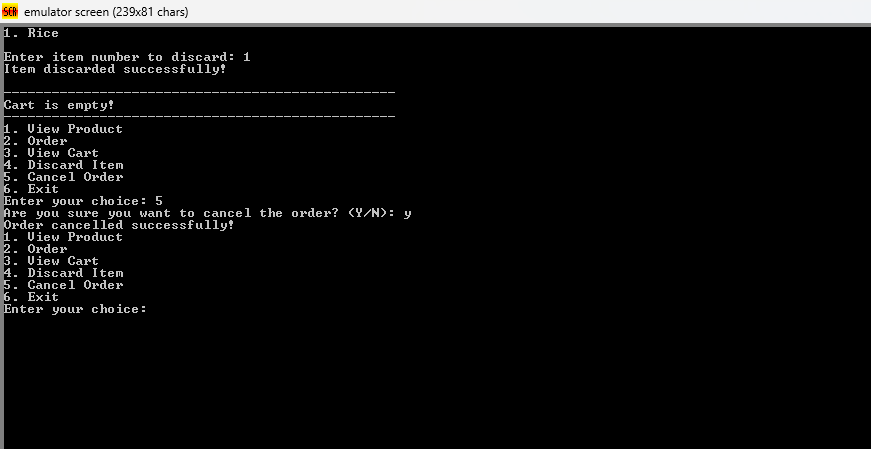 SCR emulator screen (239x81 chars)
1. Rice
Enter item number to discard: 1
Item discarded successfully!
-------------------------------------------------
Cart is empty!
-------------------------------------------------
1. View Product
2. Order
3. View Cart
4. Discard Item
5. Cancel Order
6. Exit
Enter your choice: 5
Are you sure you want to cancel the order? (Y/N): y
Order cancelled successfully!
1. View Product
2. Order
3. View Cart
4. Discard Item
5. Cancel Order
6. Exit
Enter your choice: